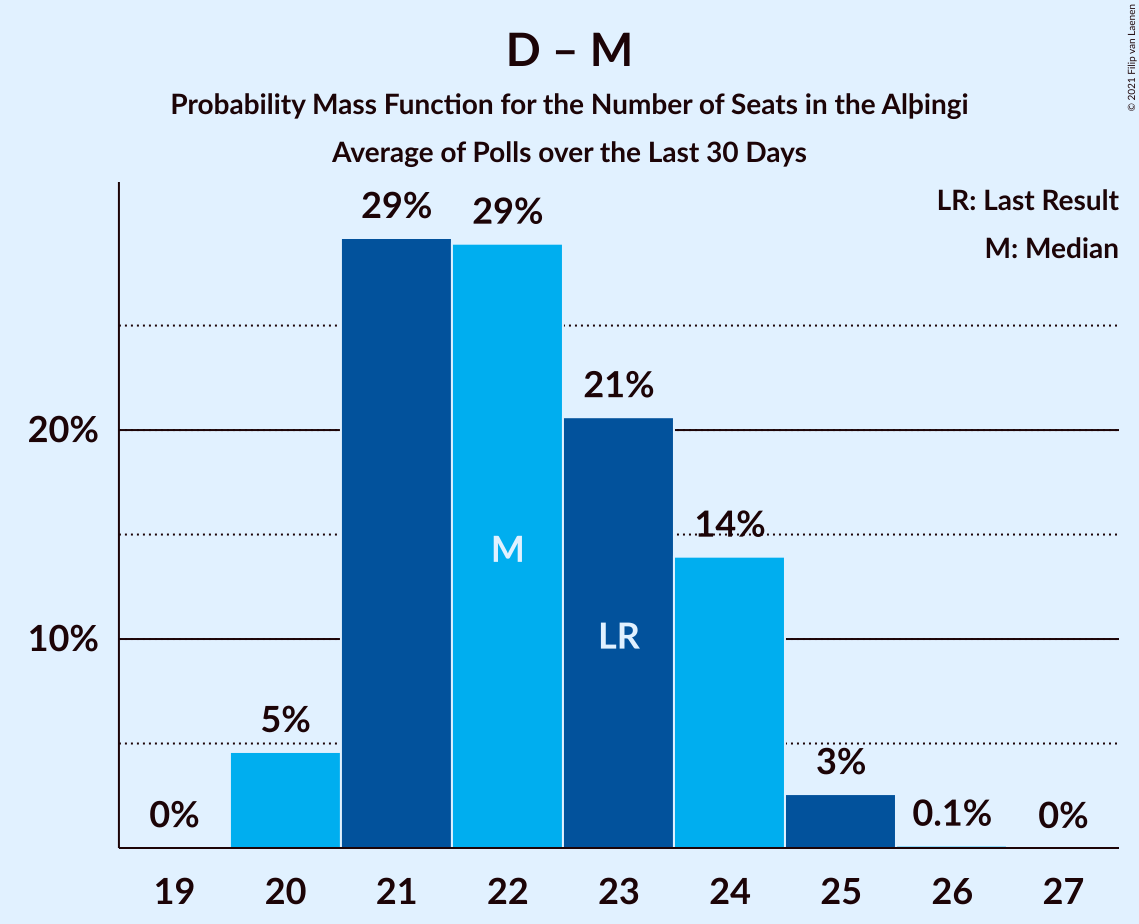 D – M
Probability Mass Function for the Number of Seats in the Alþingi
Average of Polls over the Last 30 Days
© 2021 Filip van Laenen
LR: Last Result
M: Median
29%
29%
21%
20%
14%
M
LR
10%
5%
3%
0%
0.1%
0%
19 20 21 22 23 24 25 26 27